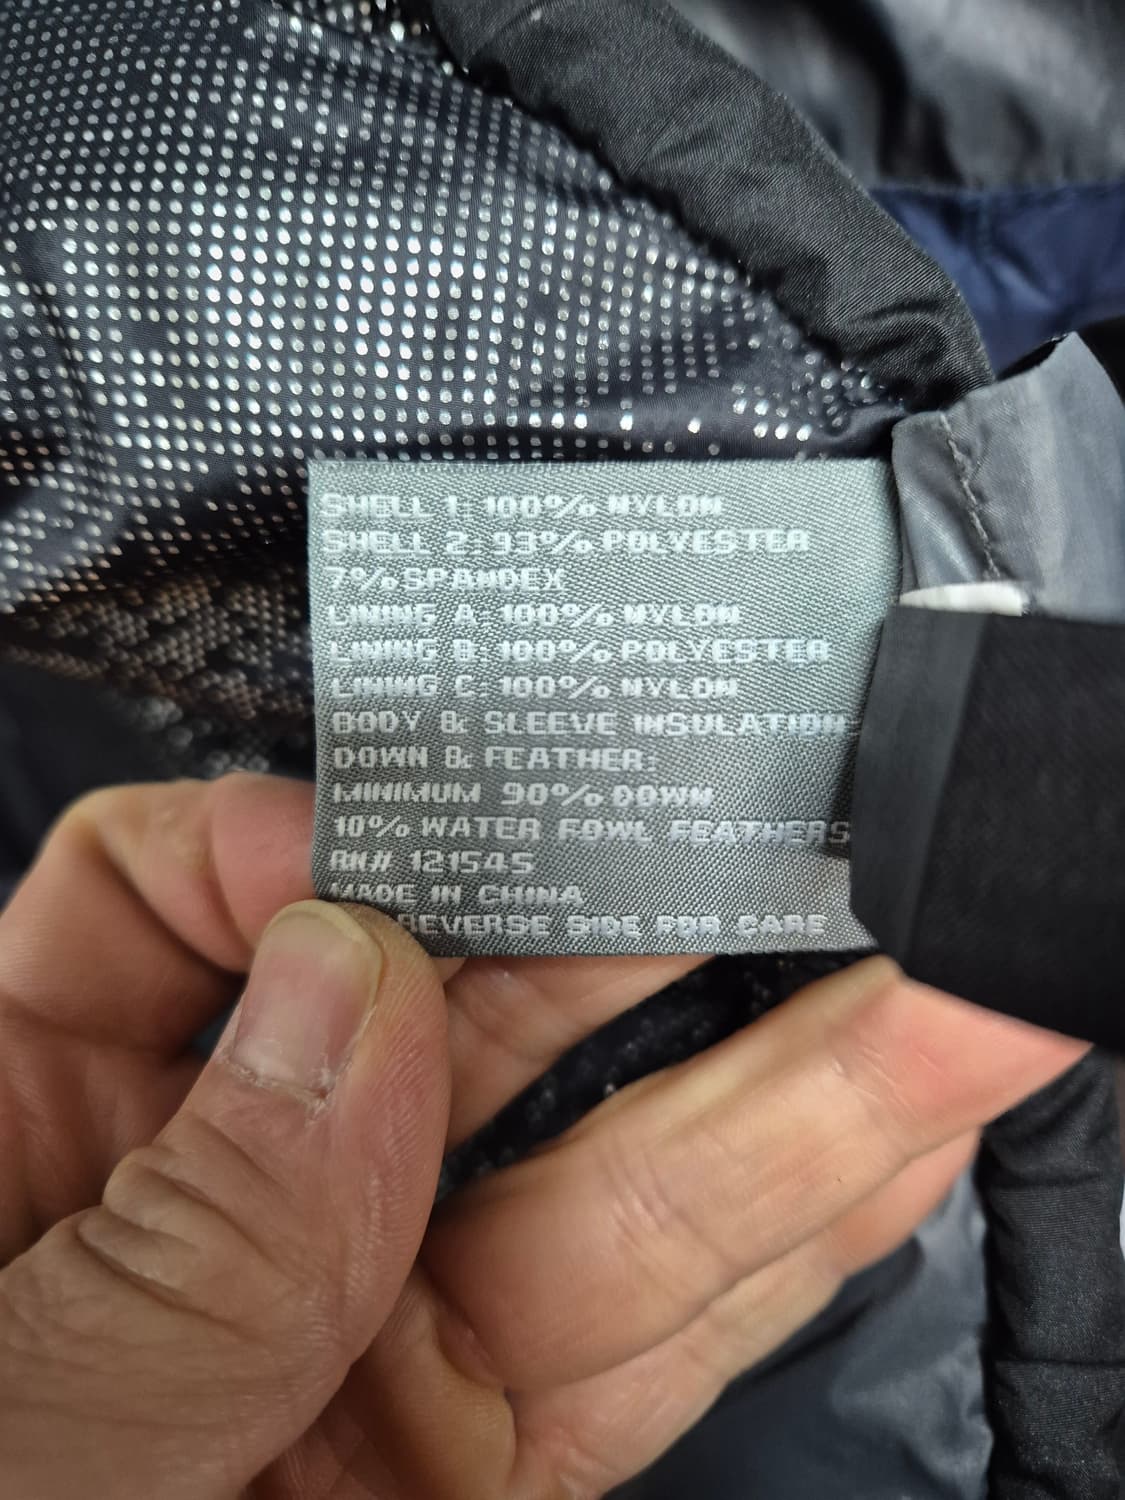 SHELL 1: 100% NYLON
SHELL 2: 93% POLYESTER
7% SPANDEX
LINING A: 100% NYLON
LINING B: 100% POLYESTER
LINING C: 100% NYLON
BODY & SLEEVE INSULATION
DOWN & FEATHER:
MINIMUM 90% DOWN
10% WATER FOWL FEATHERS
RN# 121545
MADE IN CHINA
REVERSE SIDE FOR CARE